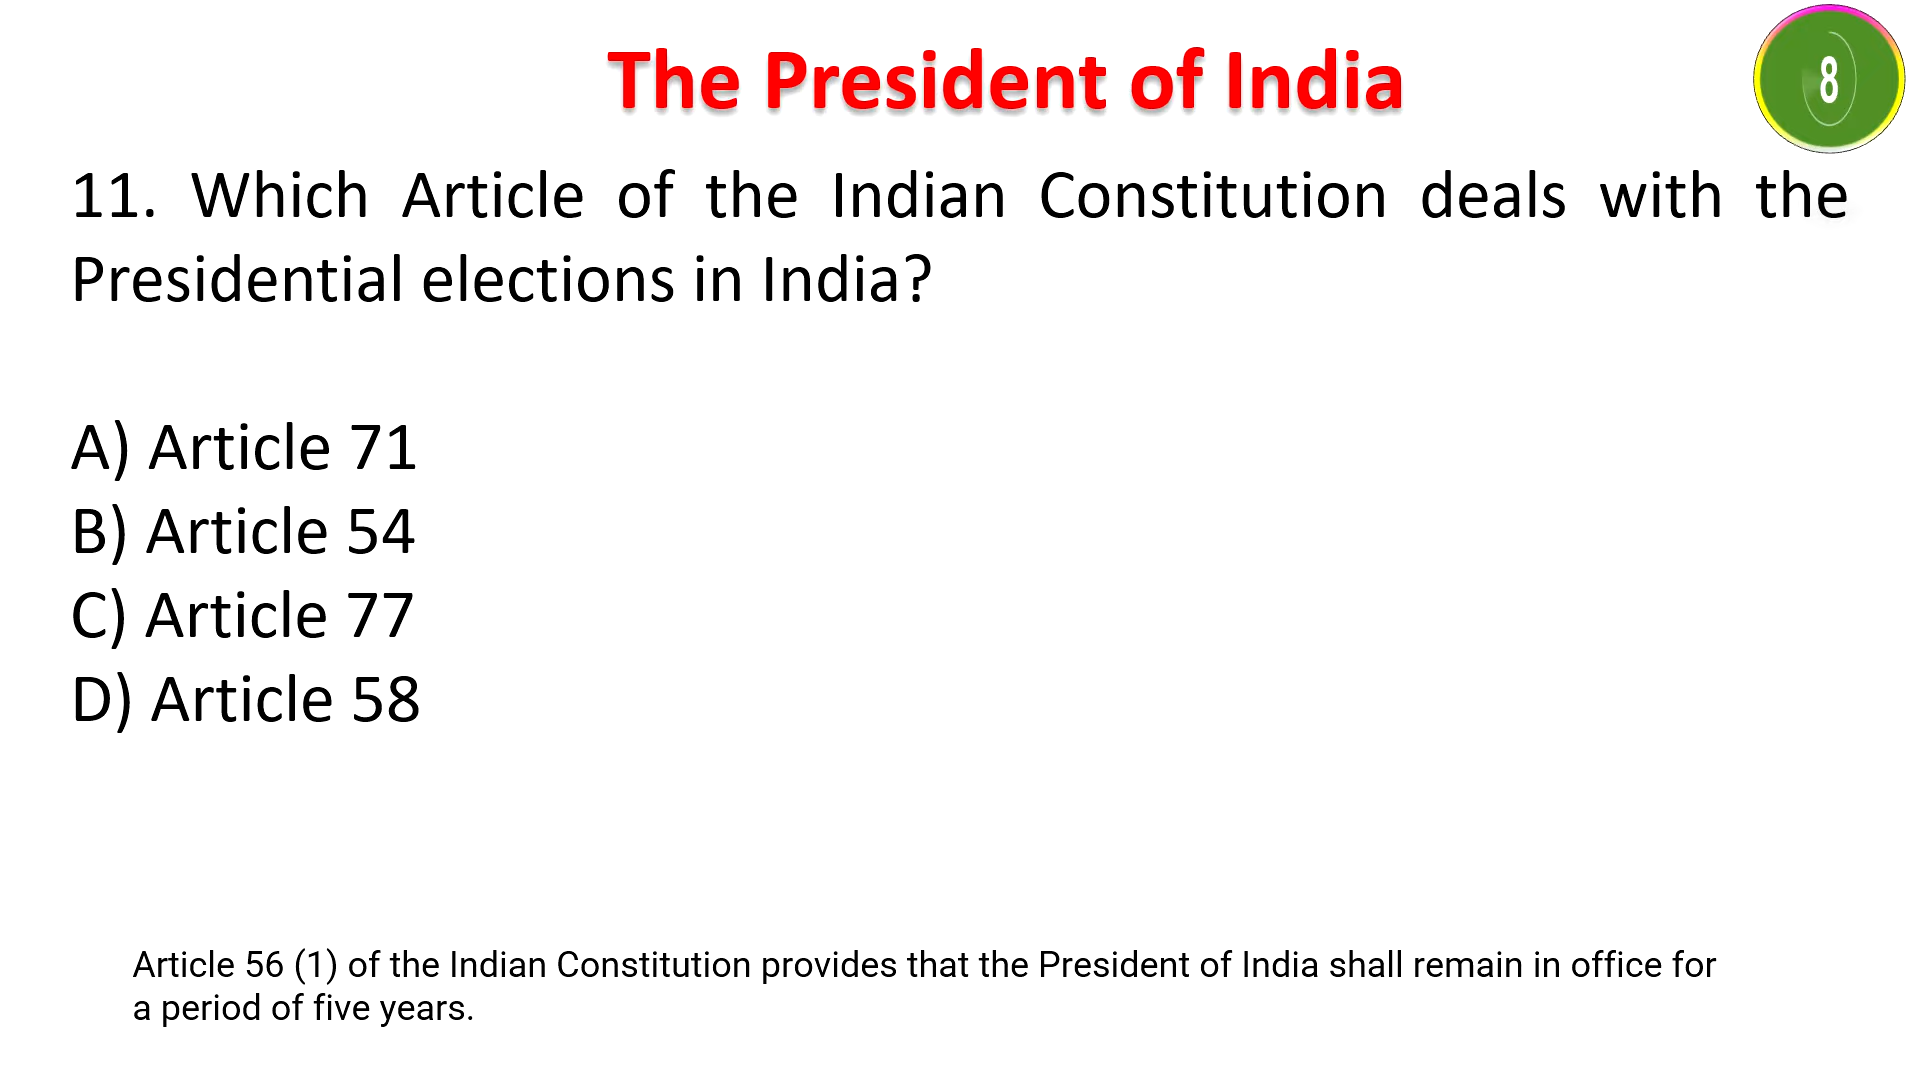 The President of India
8
11. Which Article of the Indian Constitution deals with the
Presidential elections in India?
A) Article 71
B) Article 54
C) Article 77
D) Article 58
Article 56 (1) of the Indian Constitution provides that the President of India shall remain in office for
a period of five years.